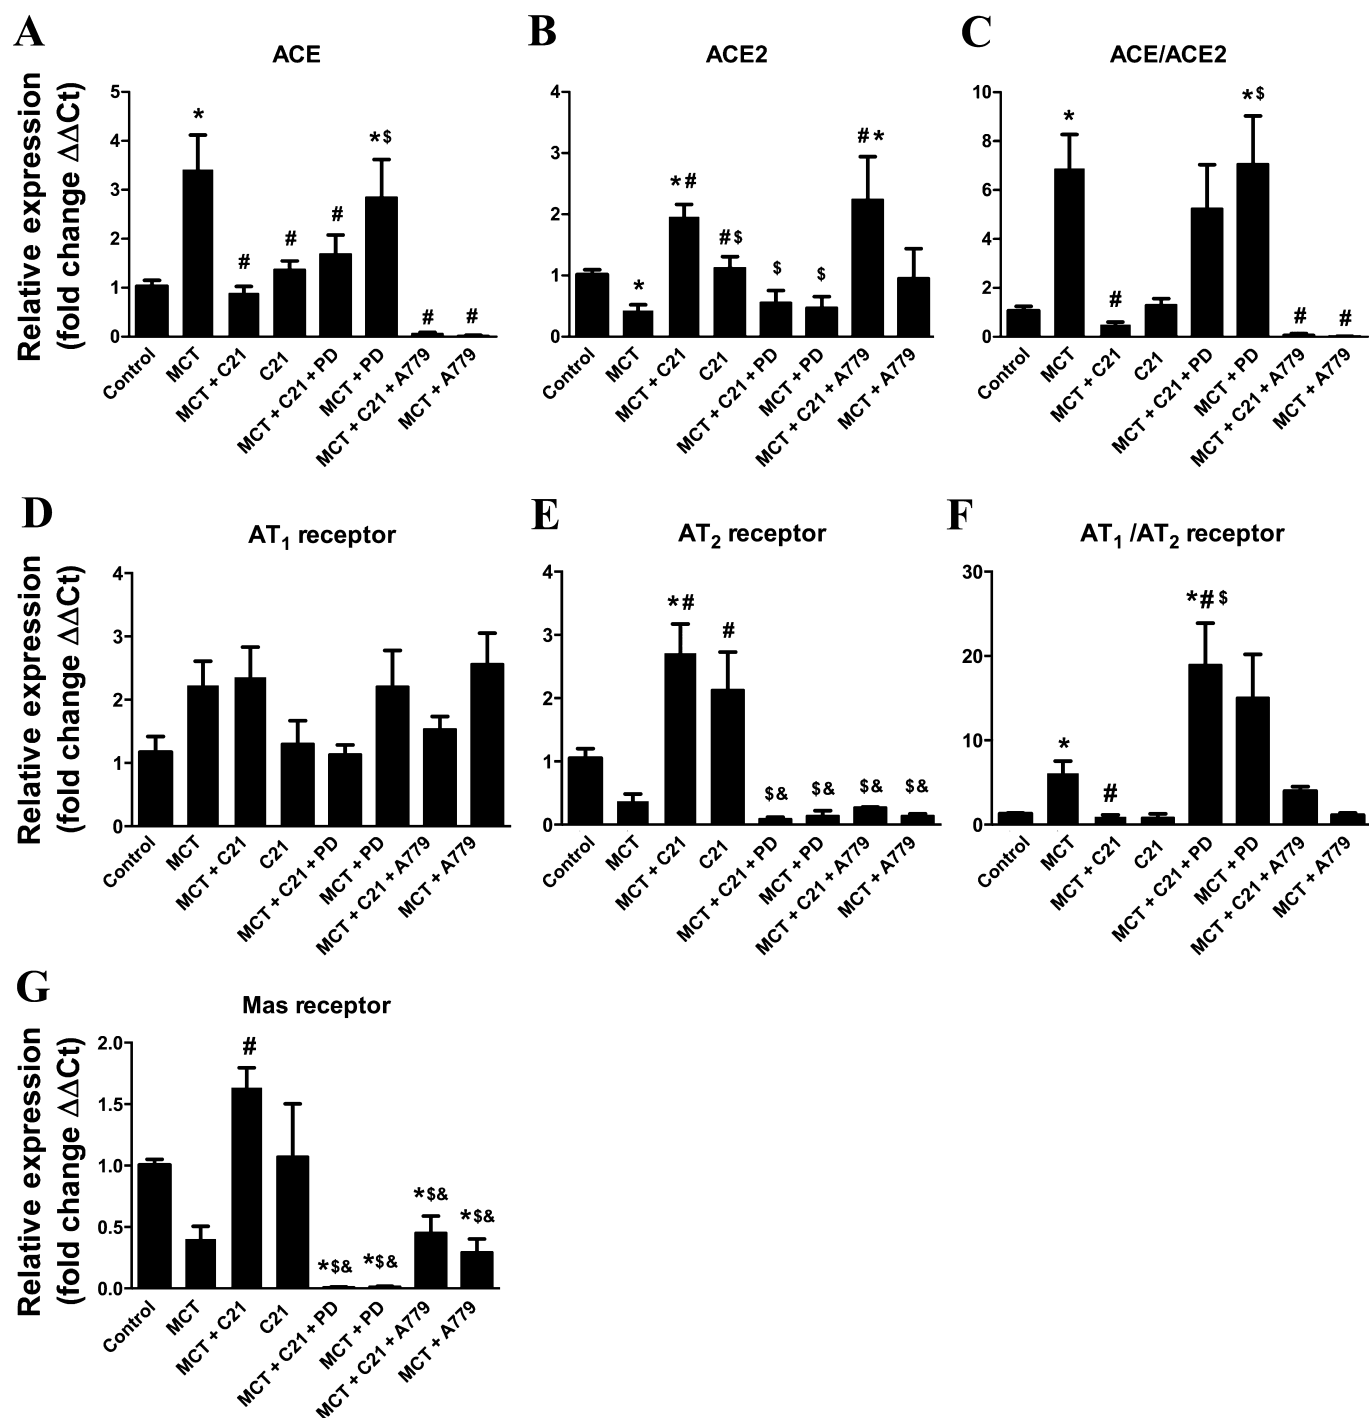 A
ACE
Relative expression
(fold change ΔΔCt)
5
4
3
2
1
0
*
#
#
#
*$
#
#
Control
MCT
MCT + C21
C21
MCT + C21 + PD
MCT + PD
MCT + C21 + A779
MCT + A779
B
ACE2
4
3
2
1
0
*
*#
#$
$
$
#*
Control
MCT
MCT + C21
C21
MCT + C21 + PD
MCT + PD
MCT + C21 + A779
MCT + A779
C
ACE/ACE2
10
8
6
4
2
0
*
#
*$
#
#
Control
MCT
MCT + C21
C21
MCT + C21 + PD
MCT + PD
MCT + C21 + A779
MCT + A779
D
AT1 receptor
Relative expression
(fold change ΔΔCt)
4
3
2
1
0
Control
MCT
MCT + C21
C21
MCT + C21 + PD
MCT + PD
MCT + C21 + A779
MCT + A779
E
AT2 receptor
4
3
2
1
0
*#
#
$&
$&
$&
$&
Control
MCT
MCT + C21
C21
MCT + C21 + PD
MCT + PD
MCT + C21 + A779
MCT + A779
F
AT1 /AT2 receptor
30
20
10
0
*
#
*#$
Control
MCT
MCT + C21
C21
MCT + C21 + PD
MCT + PD
MCT + C21 + A779
MCT + A779
G
Mas receptor
Relative expression
(fold change ΔΔCt)
2.0
1.5
1.0
0.5
0.0
#
*$&
*$&
*$&
*$&
Control
MCT
MCT + C21
C21
MCT + C21 + PD
MCT + PD
MCT + C21 + A779
MCT + A779